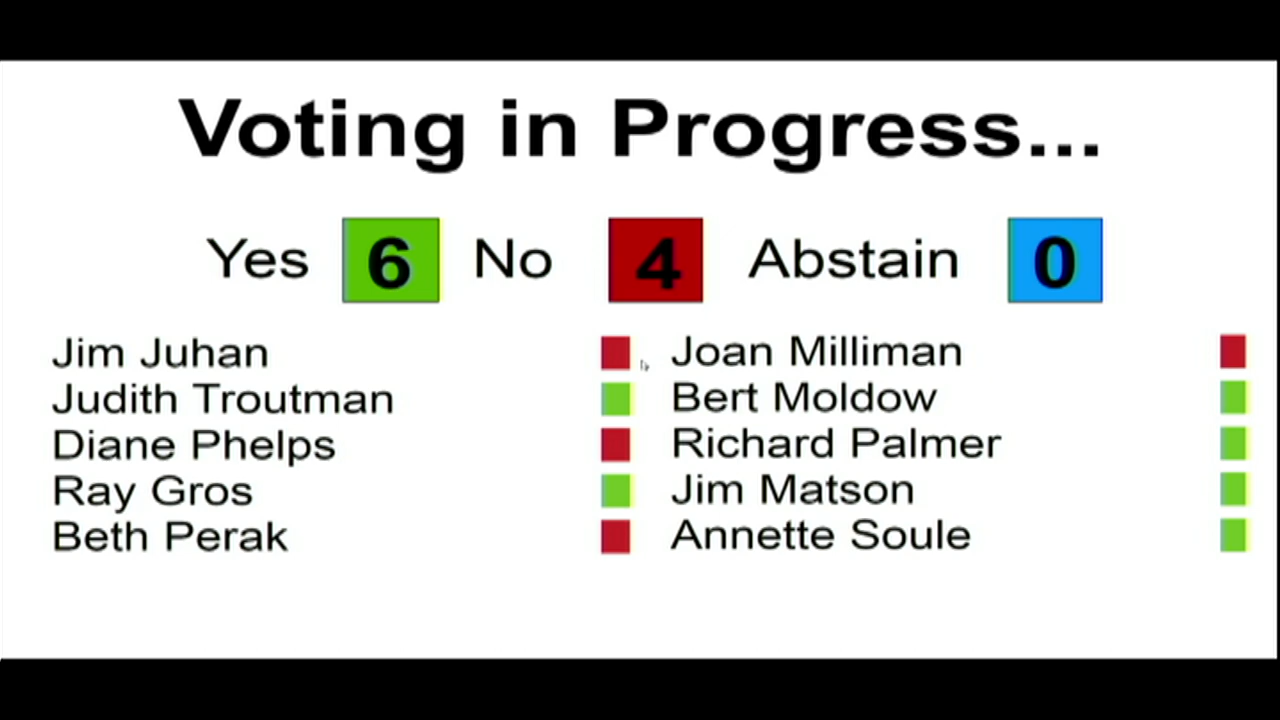 Voting in Progress...
Yes 6 No 4 Abstain 0
Jim Juhan
Judith Troutman
Diane Phelps
Ray Gros
Beth Perak
Joan Milliman
Bert Moldow
Richard Palmer
Jim Matson
Annette Soule